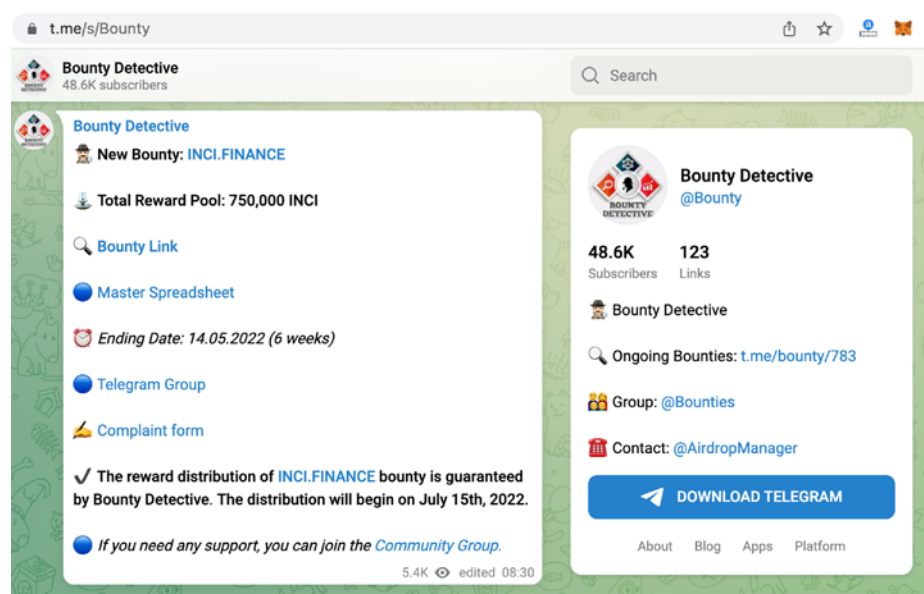 t.me/s/Bounty
Bounty Detective
48.6K subscribers
Search
Bounty Detective
New Bounty: INCI.FINANCE
Total Reward Pool: 750,000 INCI
Bounty Link
Master Spreadsheet
Ending Date: 14.05.2022 (6 weeks)
Telegram Group
Complaint form
The reward distribution of INCI.FINANCE bounty is guaranteed
by Bounty Detective. The distribution will begin on July 15th, 2022.
If you need any support, you can join the Community Group.
5.4K edited 08:30
BOUNTY
DETECTIVE
Bounty Detective
@Bounty
48.6K 123
Subscribers Links
Bounty Detective
Ongoing Bounties: t.me/bounty/783
Group: @Bounties
Contact: @AirdropManager
DOWNLOAD TELEGRAM
About Blog Apps Platform